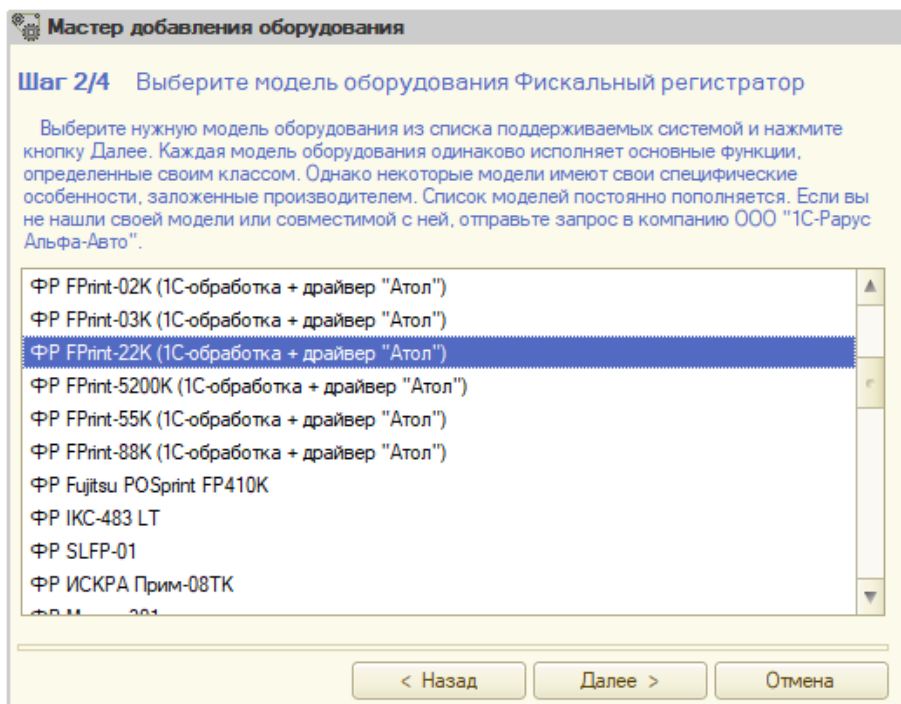 Мастер добавления оборудования
Шаг 2/4 Выберите модель оборудования Фискальный регистратор
Выберите нужную модель оборудования из списка поддерживаемых системой и нажмите
кнопку Далее. Каждая модель оборудования одинаково исполняет основные функции,
определенные своим классом. Однако некоторые модели имеют свои специфические
особенности, заложенные производителем. Список моделей постоянно пополняется. Если вы
не нашли своей модели или совместимой с ней, отправьте запрос в компанию ООО "1С-Рарус
Альфа-Авто".
ФР FPrint-02K (1С-обработка + драйвер "Атол")
ФР FPrint-03K (1С-обработка + драйвер "Атол")
ФР FPrint-22K (1С-обработка + драйвер "Атол")
ФР FPrint-5200K (1С-обработка + драйвер "Атол")
ФР FPrint-55K (1С-обработка + драйвер "Атол")
ФР FPrint-88K (1С-обработка + драйвер "Атол")
ФР Fujitsu POSprint FP410K
ФР IKC-483 LT
ФР SLFP-01
ФР ИСКРА Прим-08ТК
ФР
< Назад
Далее >
Отмена